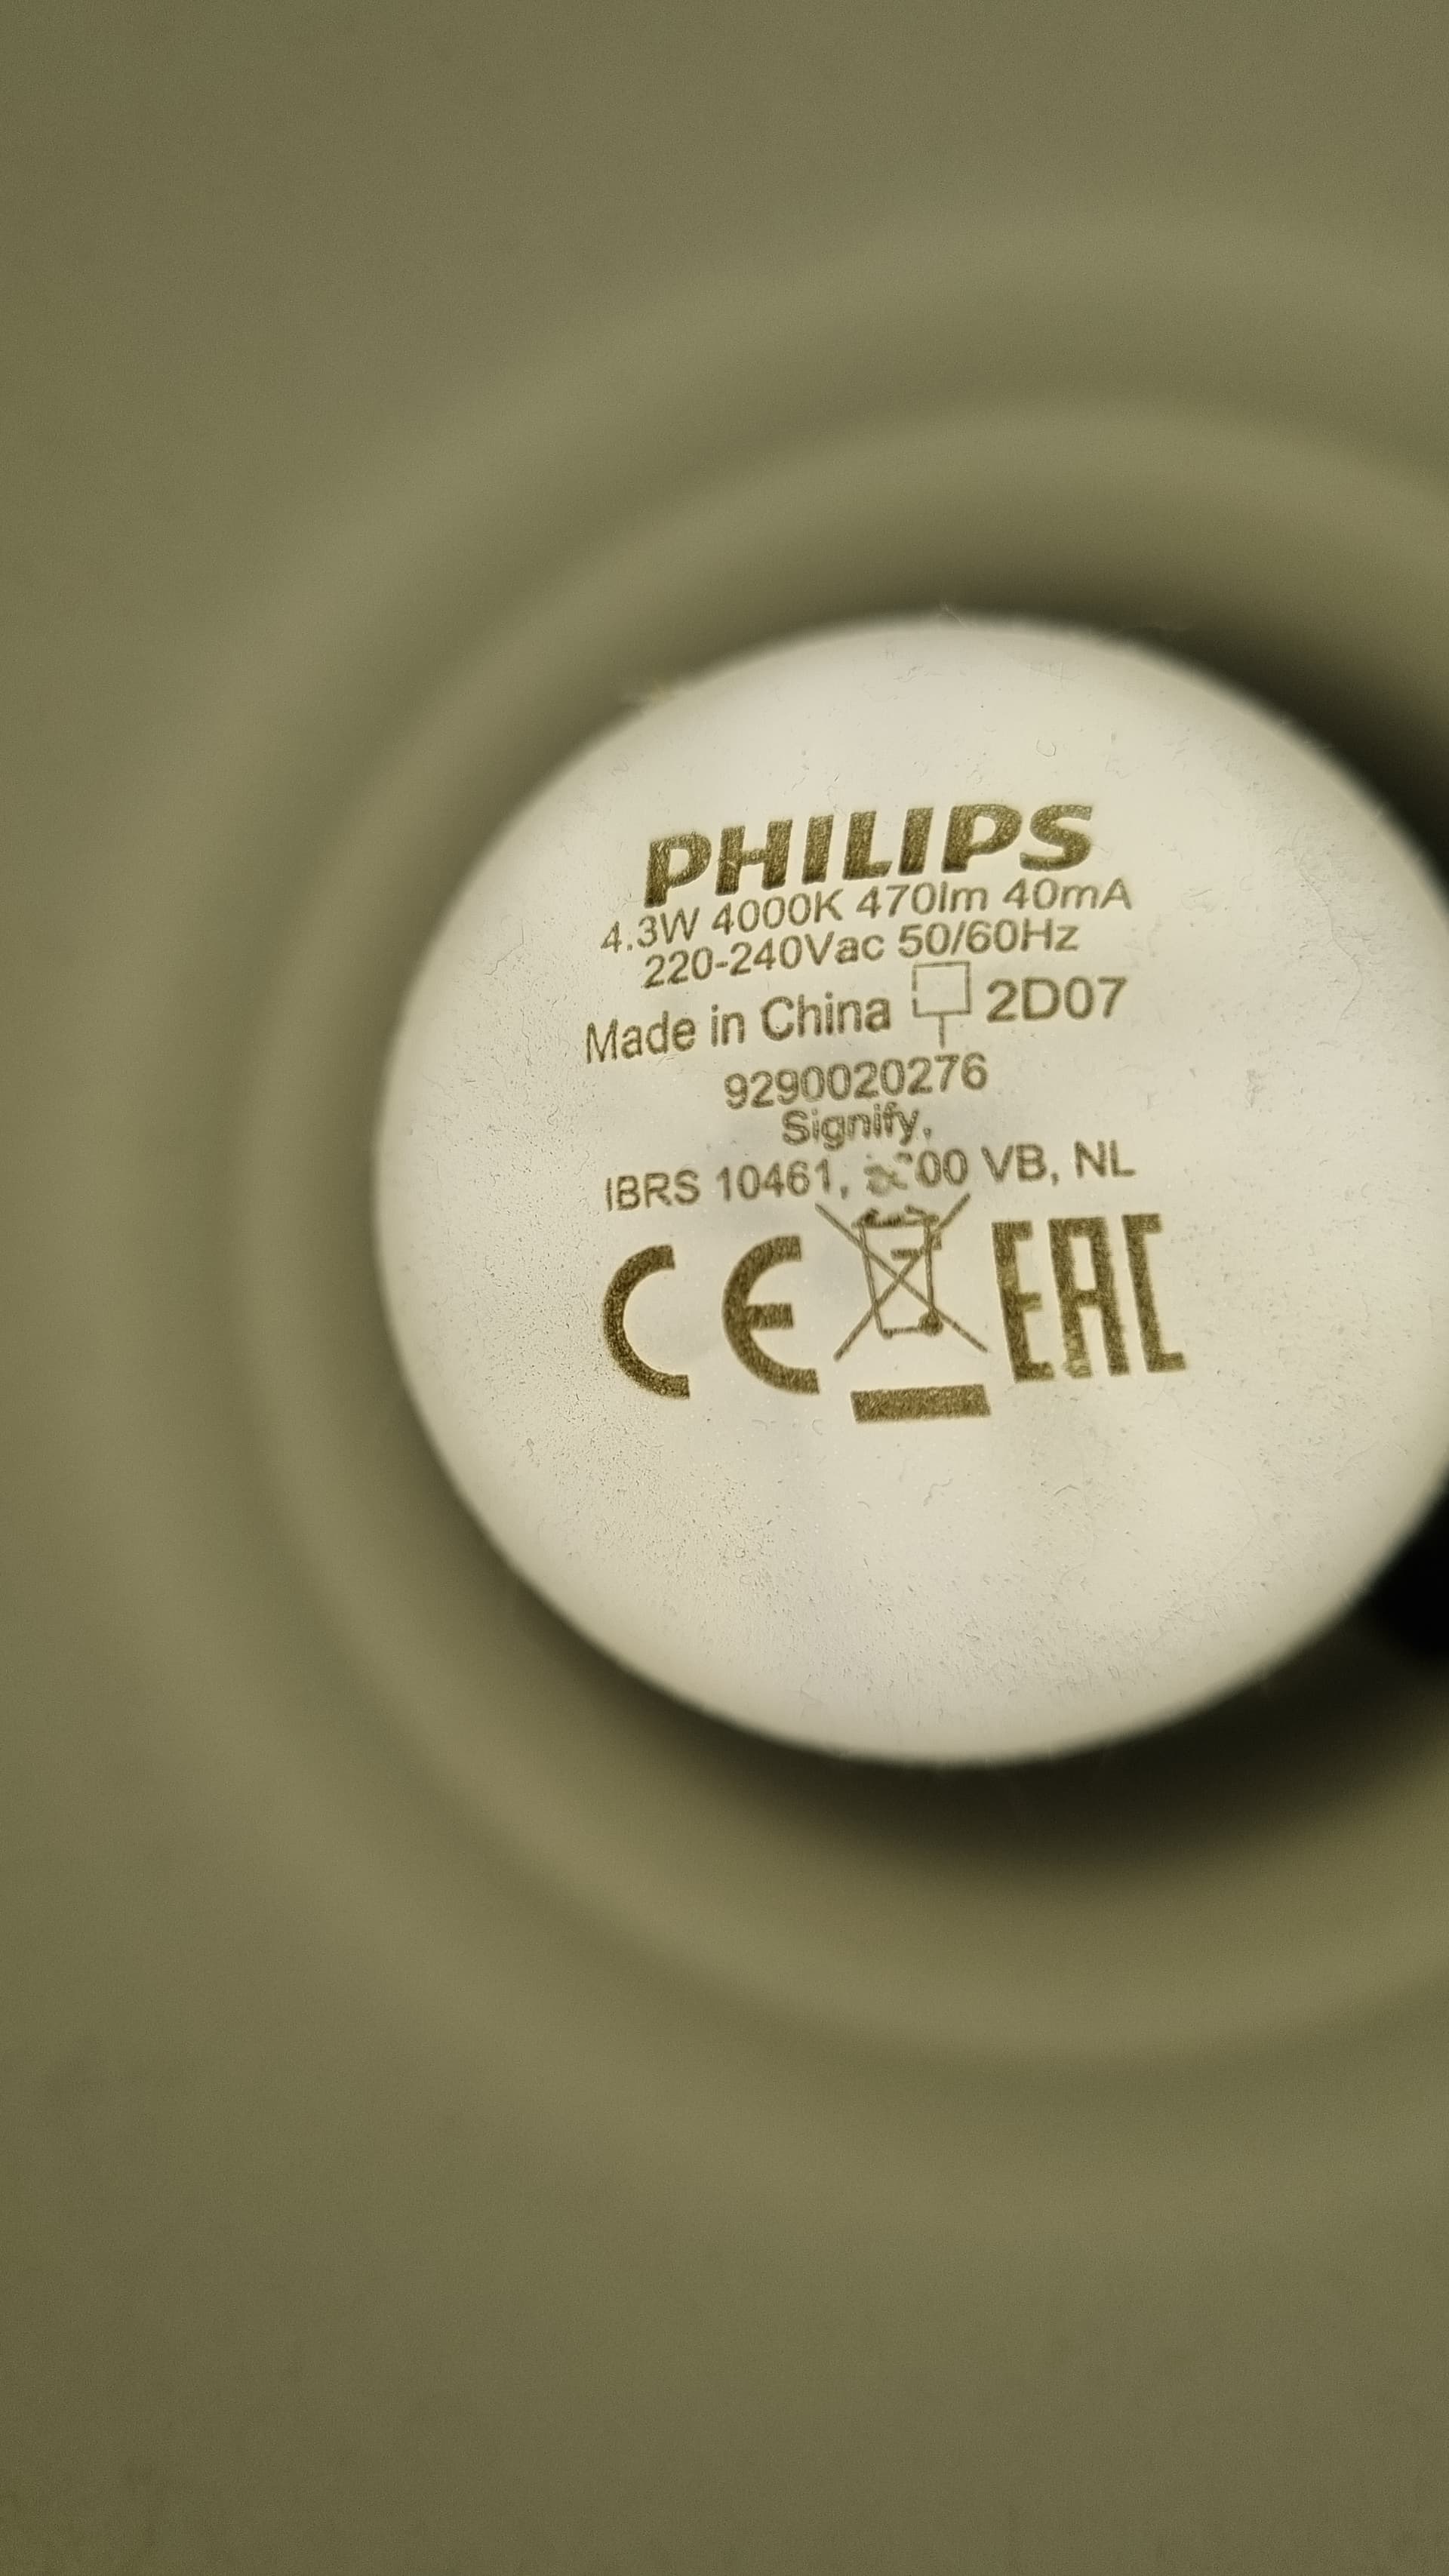 PHILIPS
4.3W 4000K 470lm 40mA
220-240Vac 50/60Hz
Made in China 2D07
9290020276
Signify,
IBRS 10461, VB, NL
CE EAC